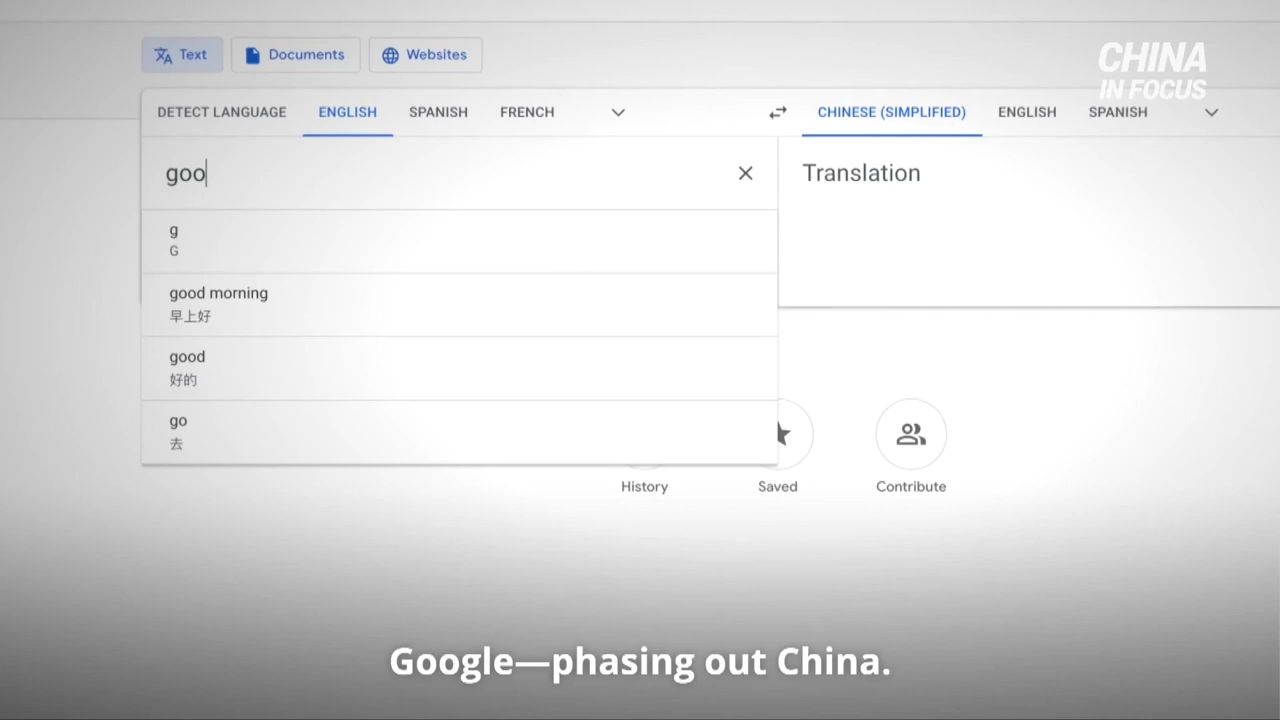 Text Documents Websites
CHINA
IN FOCUS
DETECT LANGUAGE ENGLISH SPANISH FRENCH CHINESE (SIMPLIFIED) ENGLISH SPANISH
goo
Translation
g
G
good morning
早上好
good
好的
go
去
History Saved Contribute
Google—phasing out China.